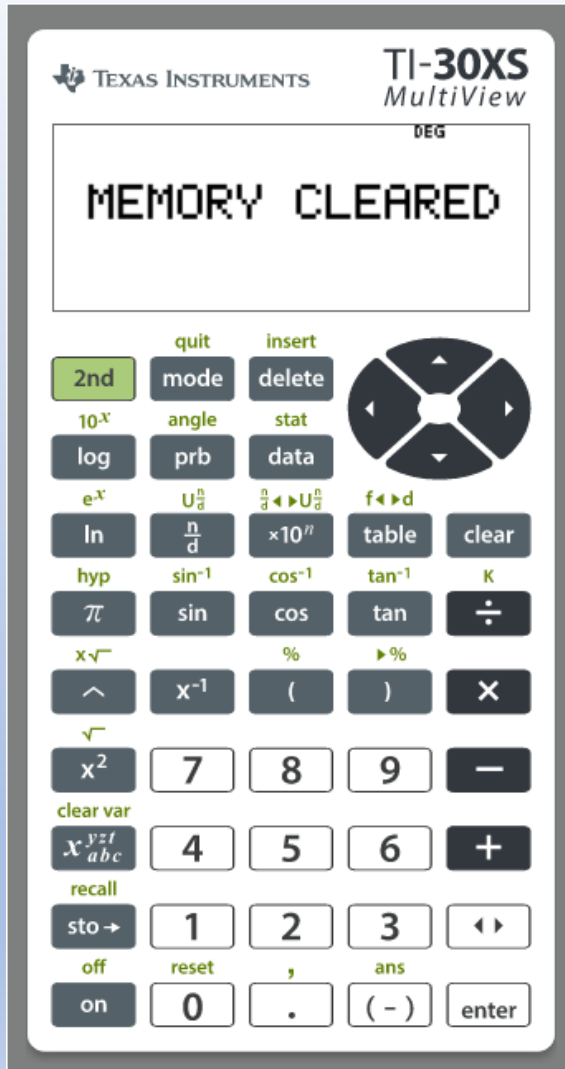 TEXAS INSTRUMENTS TI-30XS
MultiView
DEG
MEMORY CLEARED
quit insert
2nd mode delete
10ˣ angle stat
log prb data
eˣ U n/d n/d ◂ ▸ U n/d f ◂ ▸ d
ln n/d ×10ⁿ table clear
hyp sin⁻¹ cos⁻¹ tan⁻¹ K
π sin cos tan ÷
x√ % ▸%
^ x⁻¹ ( ) ×
√
x² 7 8 9 −
clear var
x yzt abc 4 5 6 +
recall
sto→ 1 2 3 ◂ ▸
off reset , ans
on 0 . (-) enter